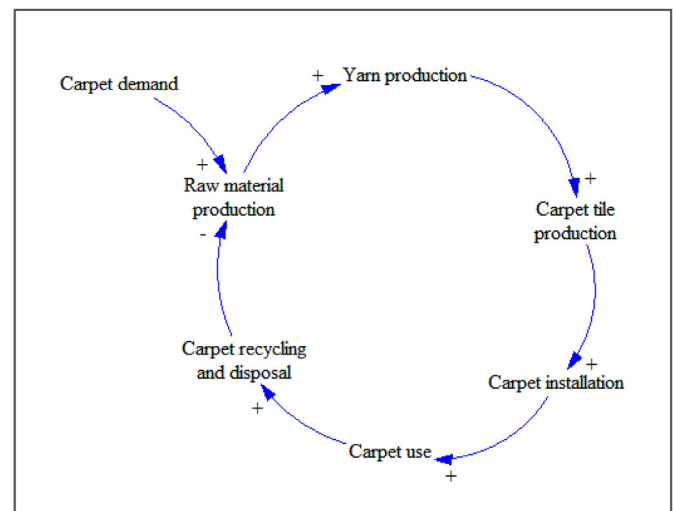 Carpet demand
+
Yarn production
+
Raw material
production
-
+
Carpet tile
production
+
Carpet installation
+
Carpet use
+
Carpet recycling
and disposal